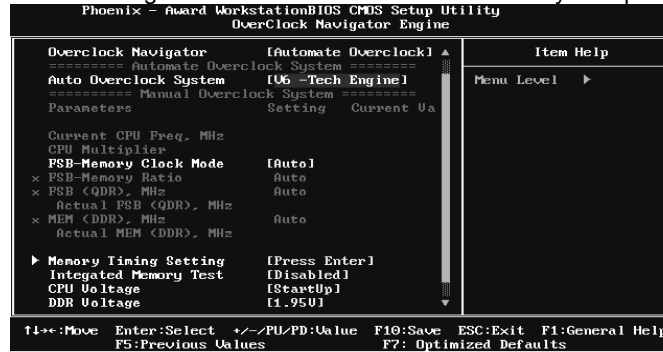 Phoenix - Award WorkstationBIOS CMOS Setup Utility
OverClock Navigator Engine
Overclock Navigator [Automate Overclock] Item Help
========= Automate Overclock System ========
Auto Overclock System [V6 -Tech Engine] Menu Level ▶
========== Manual Overclock System =========
Parameters Setting Current Va
Current CPU Freq, MHz
CPU Multiplier
FSB-Memory Clock Mode [Auto]
x FSB-Memory Ratio Auto
x FSB (QDR), MHz Auto
Actual FSB (QDR), MHz
x MEM (DDR), MHz Auto
Actual MEM (DDR), MHz
▶ Memory Timing Setting [Press Enter]
Integated Memory Test [Disabled]
CPU Voltage [StartUp]
DDR Voltage [1.95V]
↑↓→←:Move Enter:Select +/-/PU/PD:Value F10:Save ESC:Exit F1:General Help
F5:Previous Values F7: Optimized Defaults